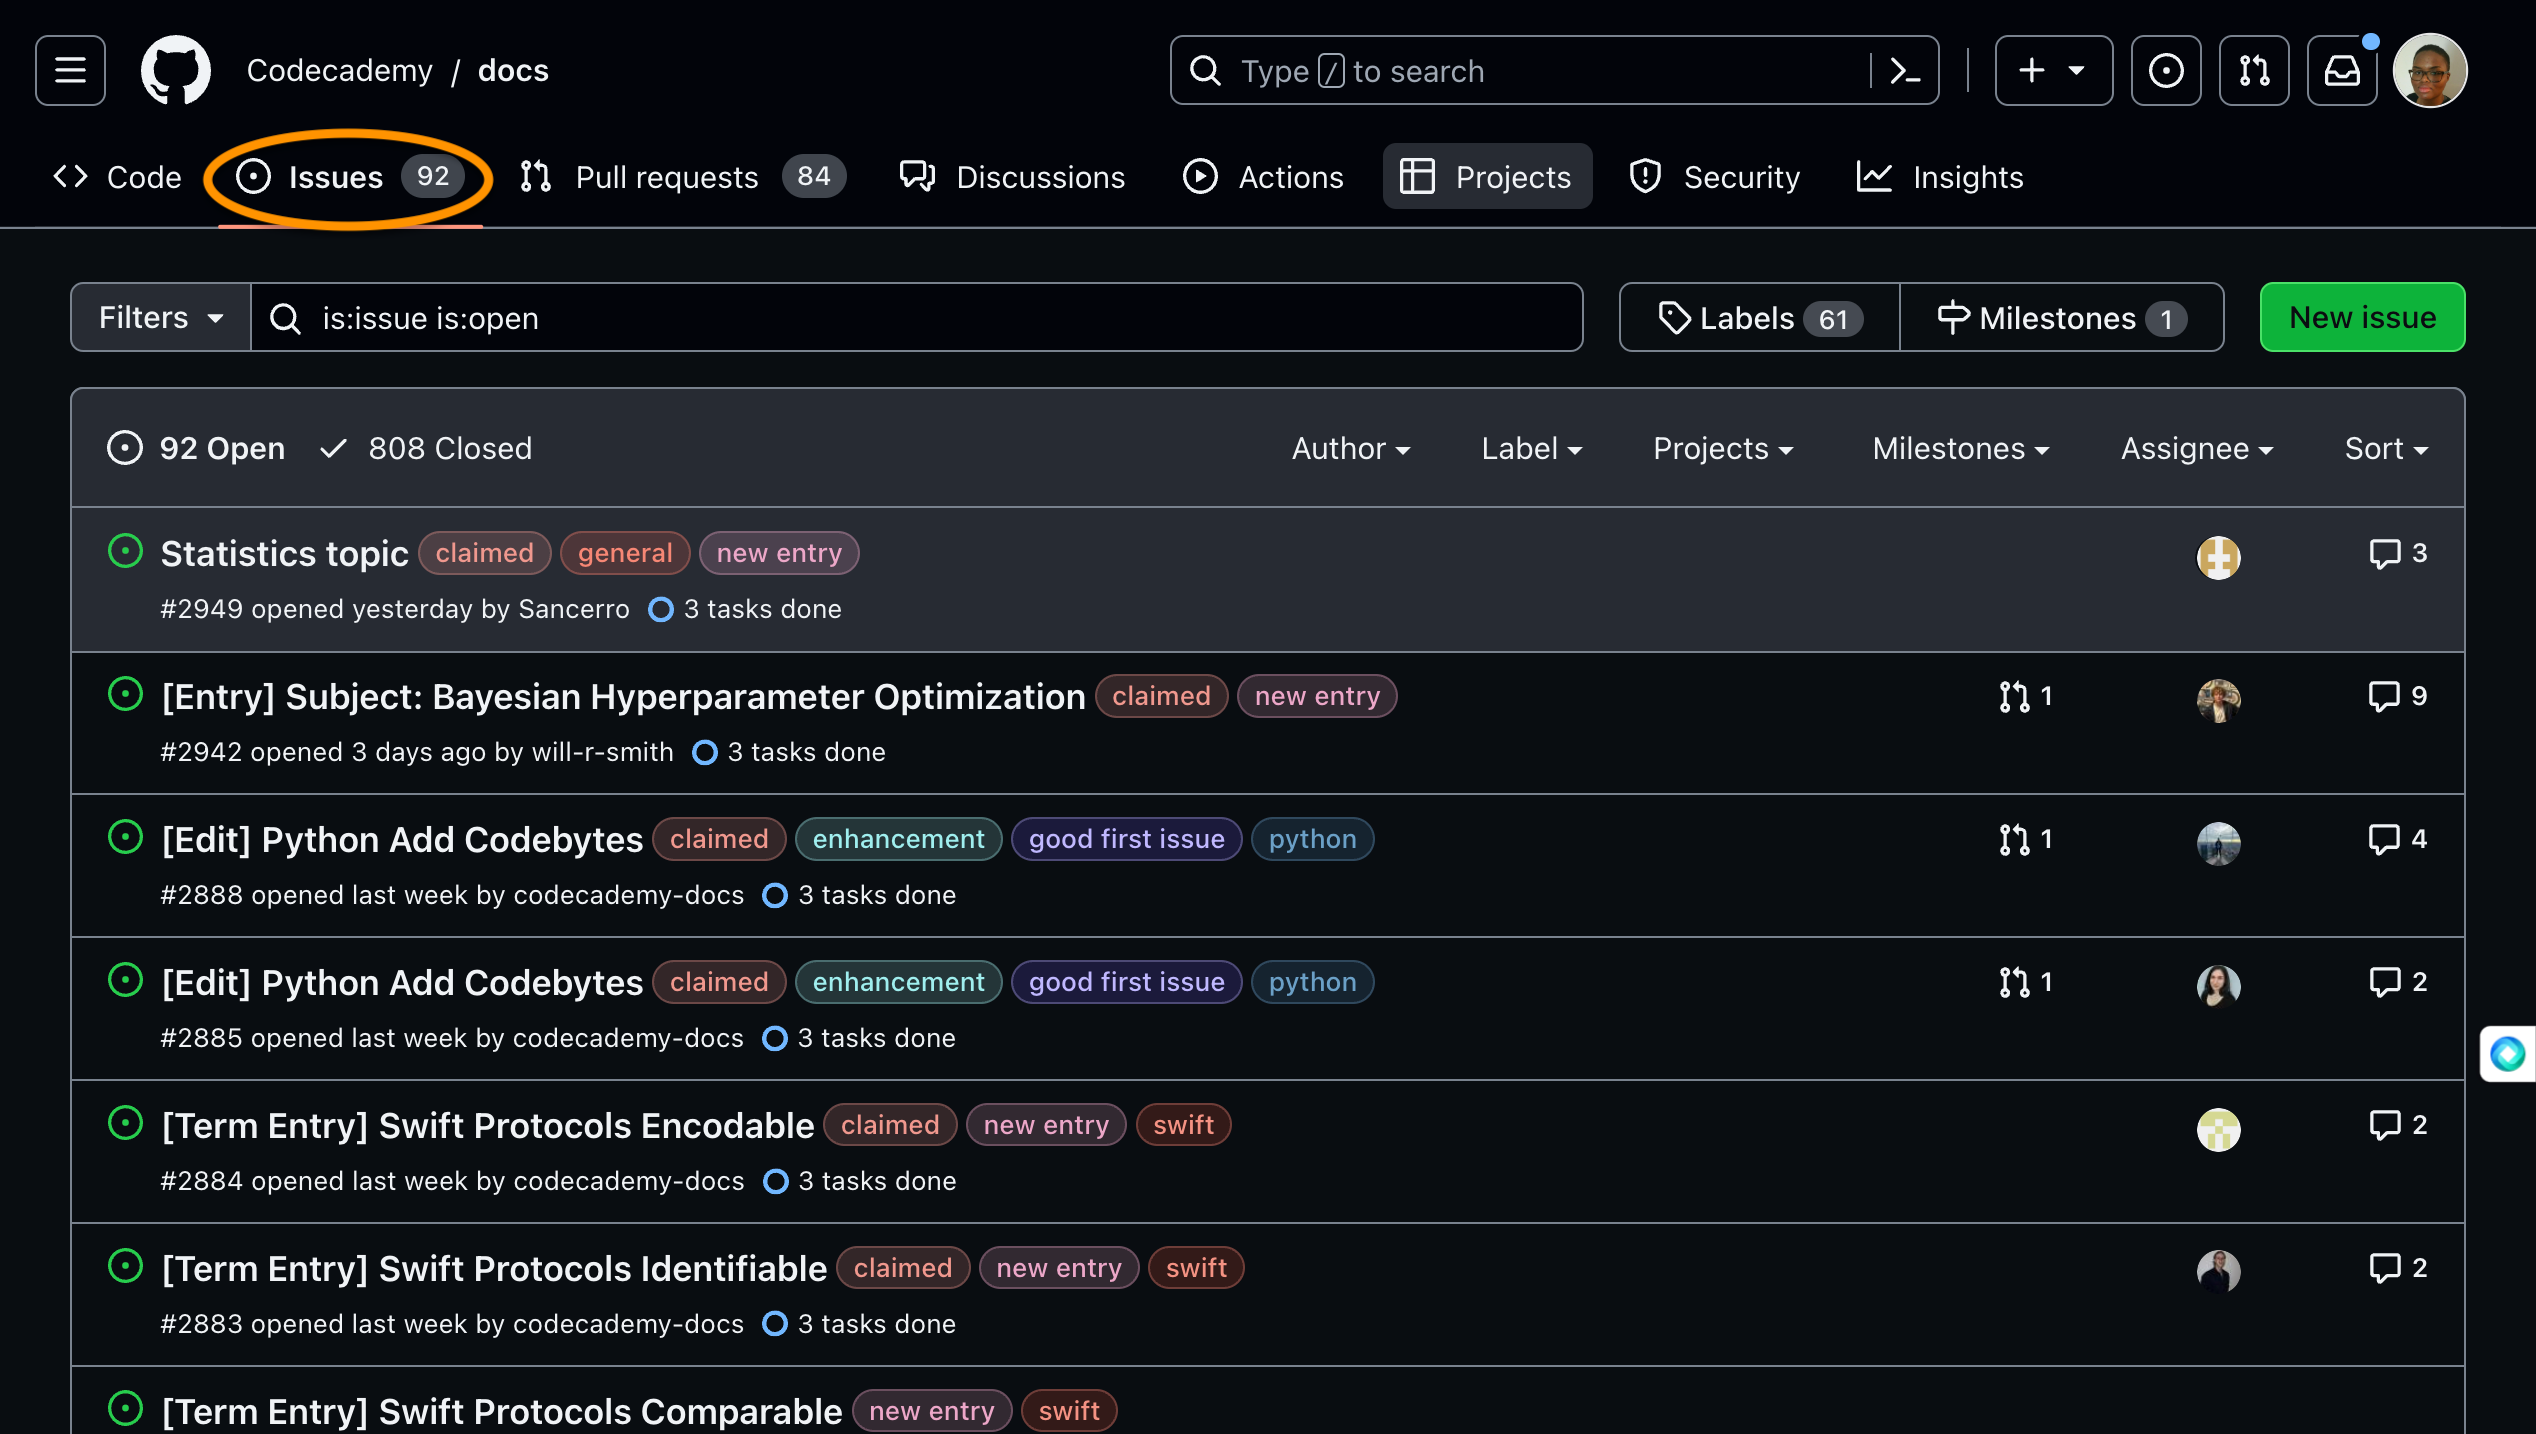 Codecademy / docs
Type / to search
Code
Issues 92
Pull requests 84
Discussions
Actions
Projects
Security
Insights
Filters
is:issue is:open
Labels 61
Milestones 1
New issue
92 Open
808 Closed
Author
Label
Projects
Milestones
Assignee
Sort
Statistics topic claimed general new entry
3
#2949 opened yesterday by Sancerro 3 tasks done
[Entry] Subject: Bayesian Hyperparameter Optimization claimed new entry
1
9
#2942 opened 3 days ago by will-r-smith 3 tasks done
[Edit] Python Add Codebytes claimed enhancement good first issue python
1
4
#2888 opened last week by codecademy-docs 3 tasks done
[Edit] Python Add Codebytes claimed enhancement good first issue python
1
2
#2885 opened last week by codecademy-docs 3 tasks done
[Term Entry] Swift Protocols Encodable claimed new entry swift
2
#2884 opened last week by codecademy-docs 3 tasks done
[Term Entry] Swift Protocols Identifiable claimed new entry swift
2
#2883 opened last week by codecademy-docs 3 tasks done
[Term Entry] Swift Protocols Comparable new entry swift